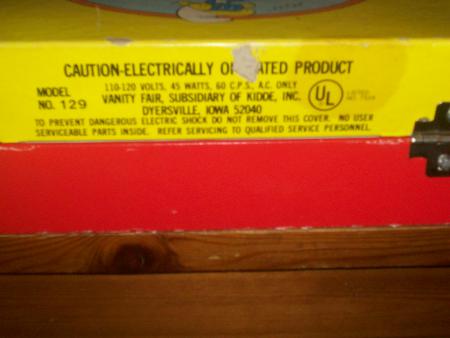 CAUTION-ELECTRICALLY O ATED PRODUCT
110-120 VOLTS, 45 WATTS, 60 C.P.S., A.C. ONLY
MODEL
NO. 129
VANITY FAIR, SUBSIDIARY OF KIDDE, INC.
DYERSVILLE, IOWA 52040
UL
LISTED
TO PREVENT DANGEROUS ELECTRIC SHOCK DO NOT REMOVE THIS COVER. NO USER
SERVICEABLE PARTS INSIDE. REFER SERVICING TO QUALIFIED SERVICE PERSONNEL.